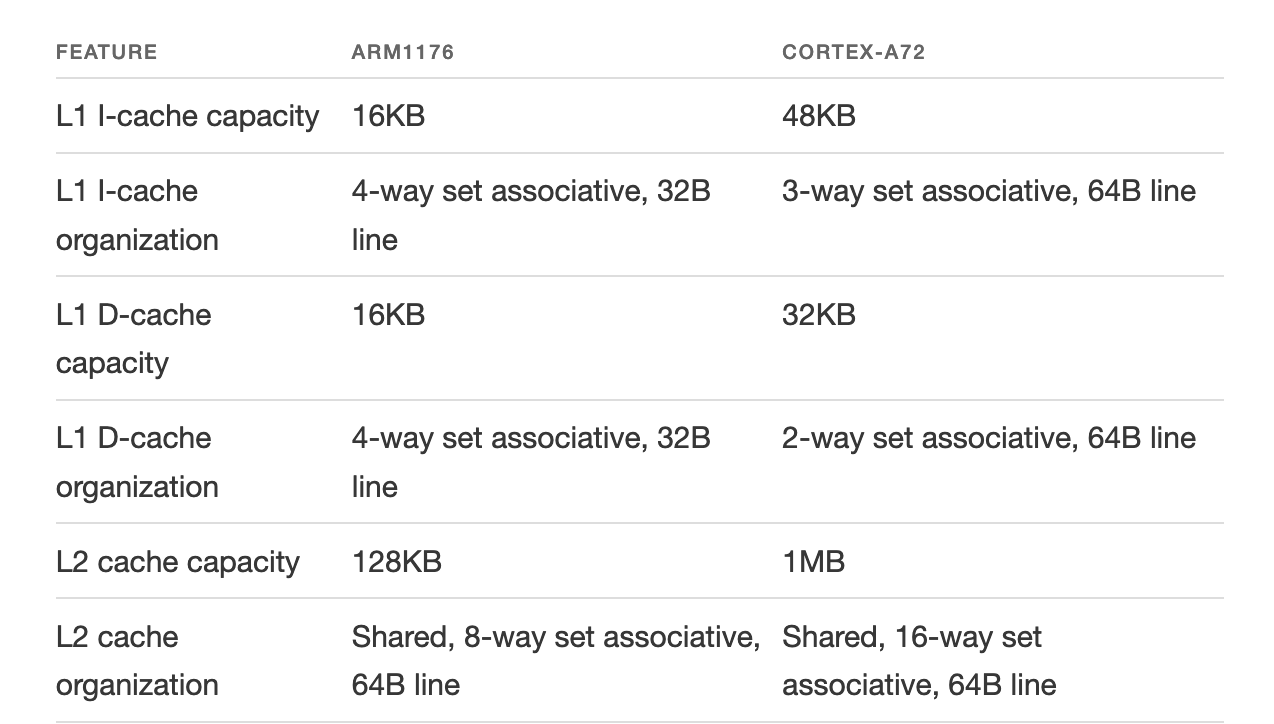 FEATURE ARM1176 CORTEX-A72
L1 I-cache capacity 16KB 48KB
L1 I-cache 4-way set associative, 32B 3-way set associative, 64B line
organization line
L1 D-cache 16KB 32KB
capacity
L1 D-cache 4-way set associative, 32B 2-way set associative, 64B line
organization line
L2 cache capacity 128KB 1MB
L2 cache Shared, 8-way set associative, Shared, 16-way set
organization 64B line associative, 64B line